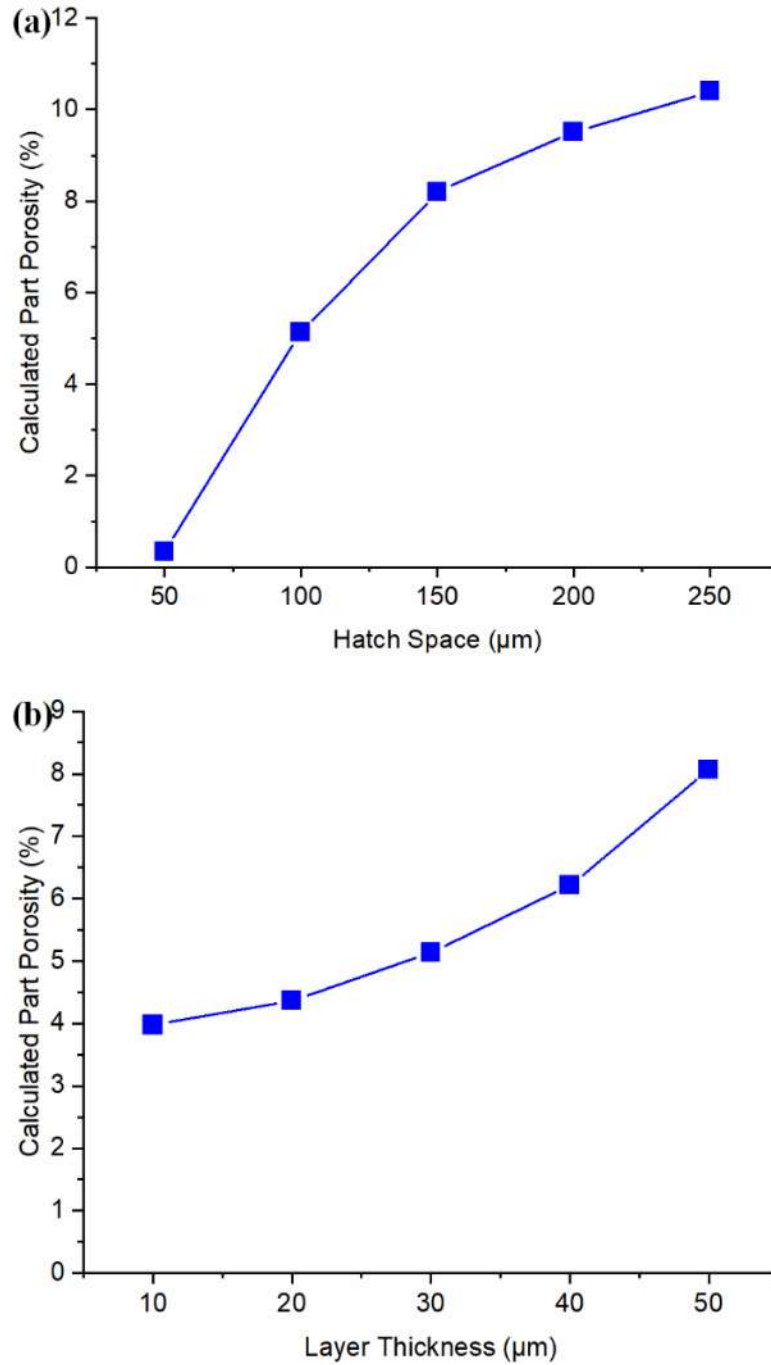 (a)
12
10
8
6
4
2
0
Calculated Part Porosity (%)
50 100 150 200 250
Hatch Space (µm)
(b)
9
8
7
6
5
4
3
2
1
0
Calculated Part Porosity (%)
10 20 30 40 50
Layer Thickness (µm)